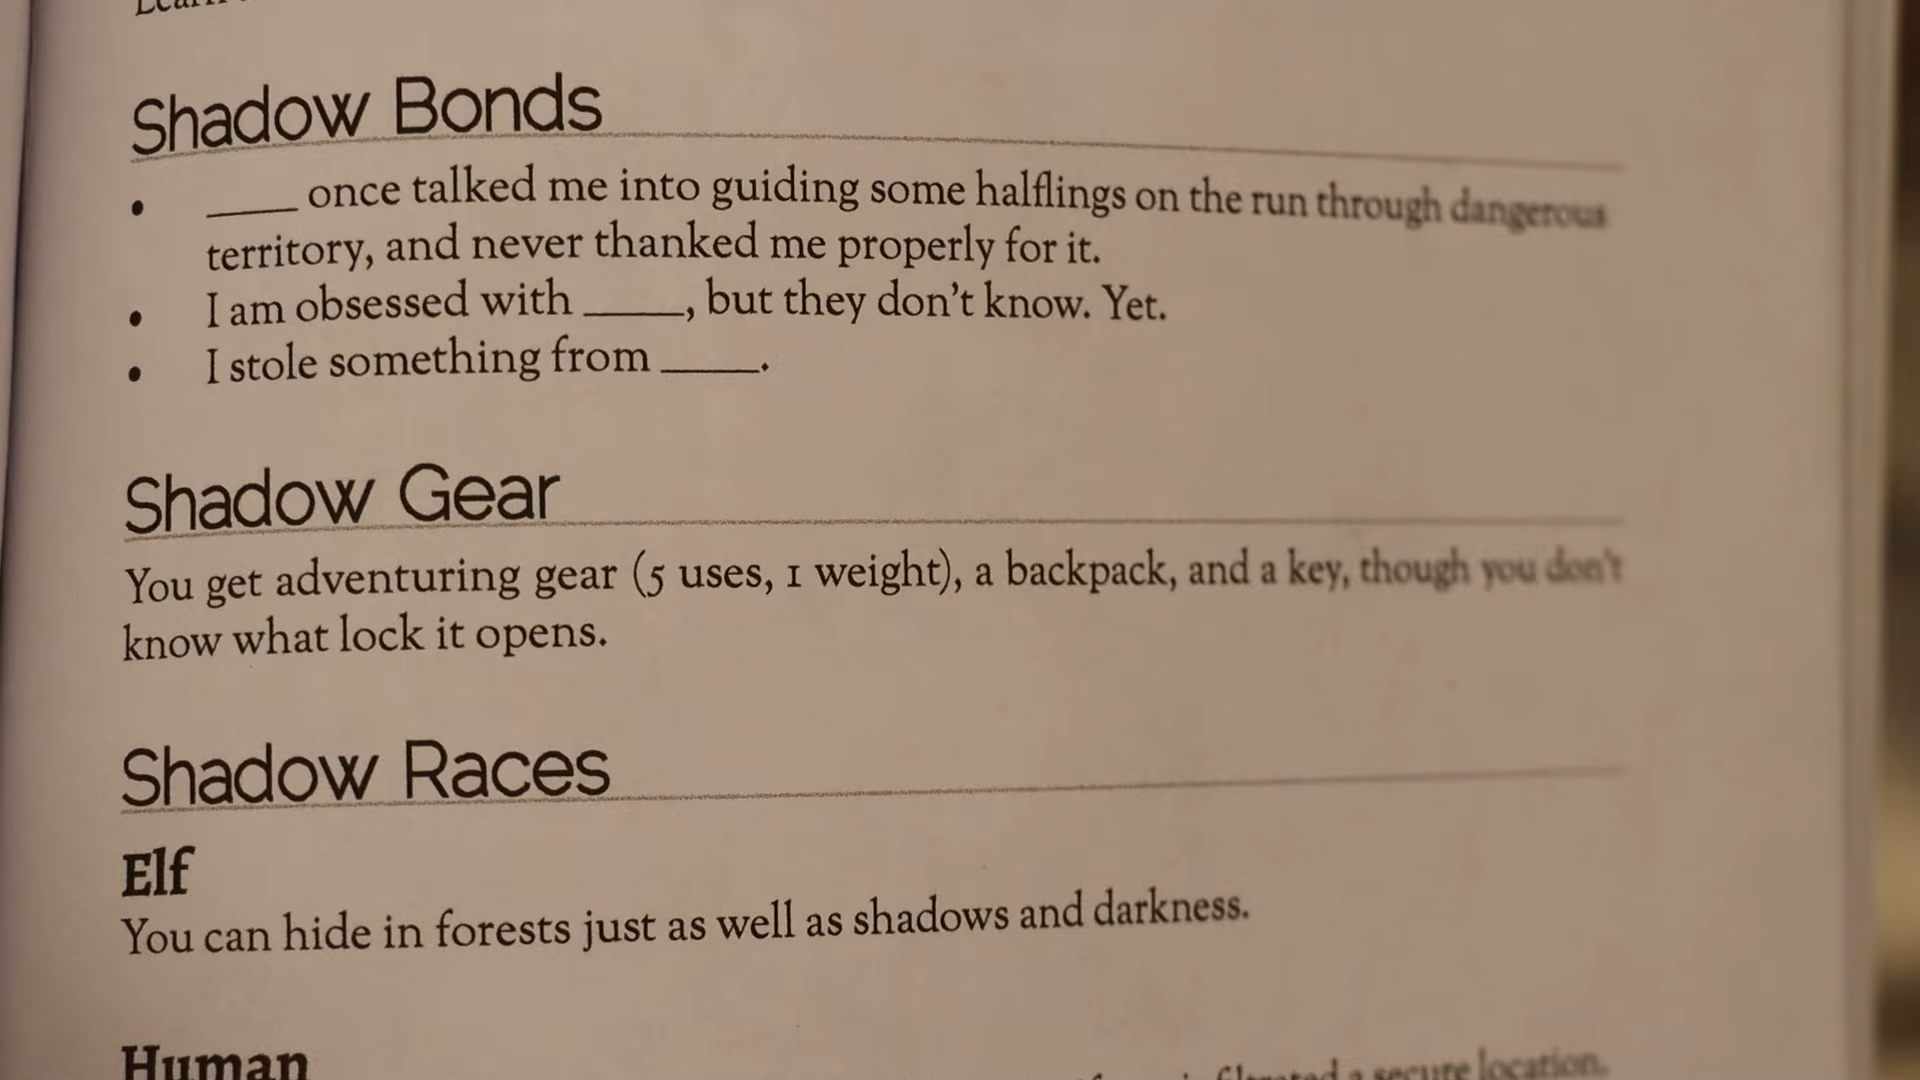 Shadow Bonds
• ____ once talked me into guiding some halflings on the run through dangerous
territory, and never thanked me properly for it.
• I am obsessed with ____, but they don't know. Yet.
• I stole something from ____.
Shadow Gear
You get adventuring gear (5 uses, 1 weight), a backpack, and a key, though you don't
know what lock it opens.
Shadow Races
Elf
You can hide in forests just as well as shadows and darkness.
Human
a secure location.